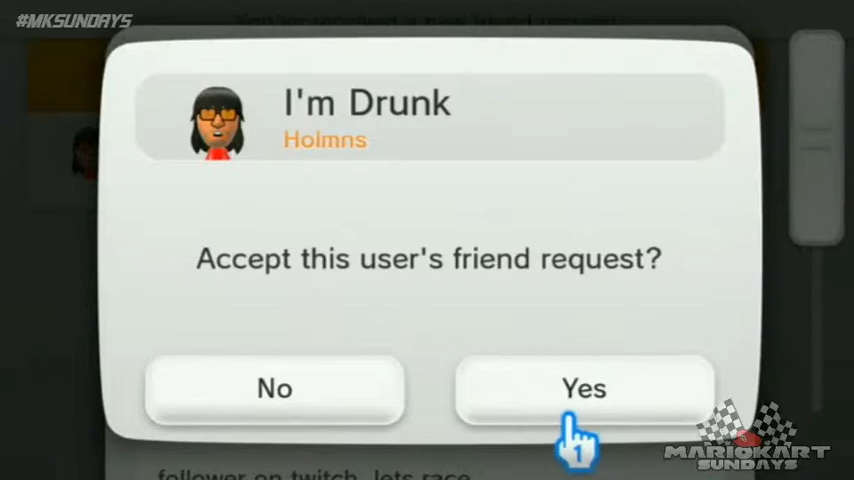 #MKSUNDAYS
I'm Drunk
Holmns
Accept this user's friend request?
No
Yes
1
follower on twitch, lets race
MARIOKART
SUNDAYS